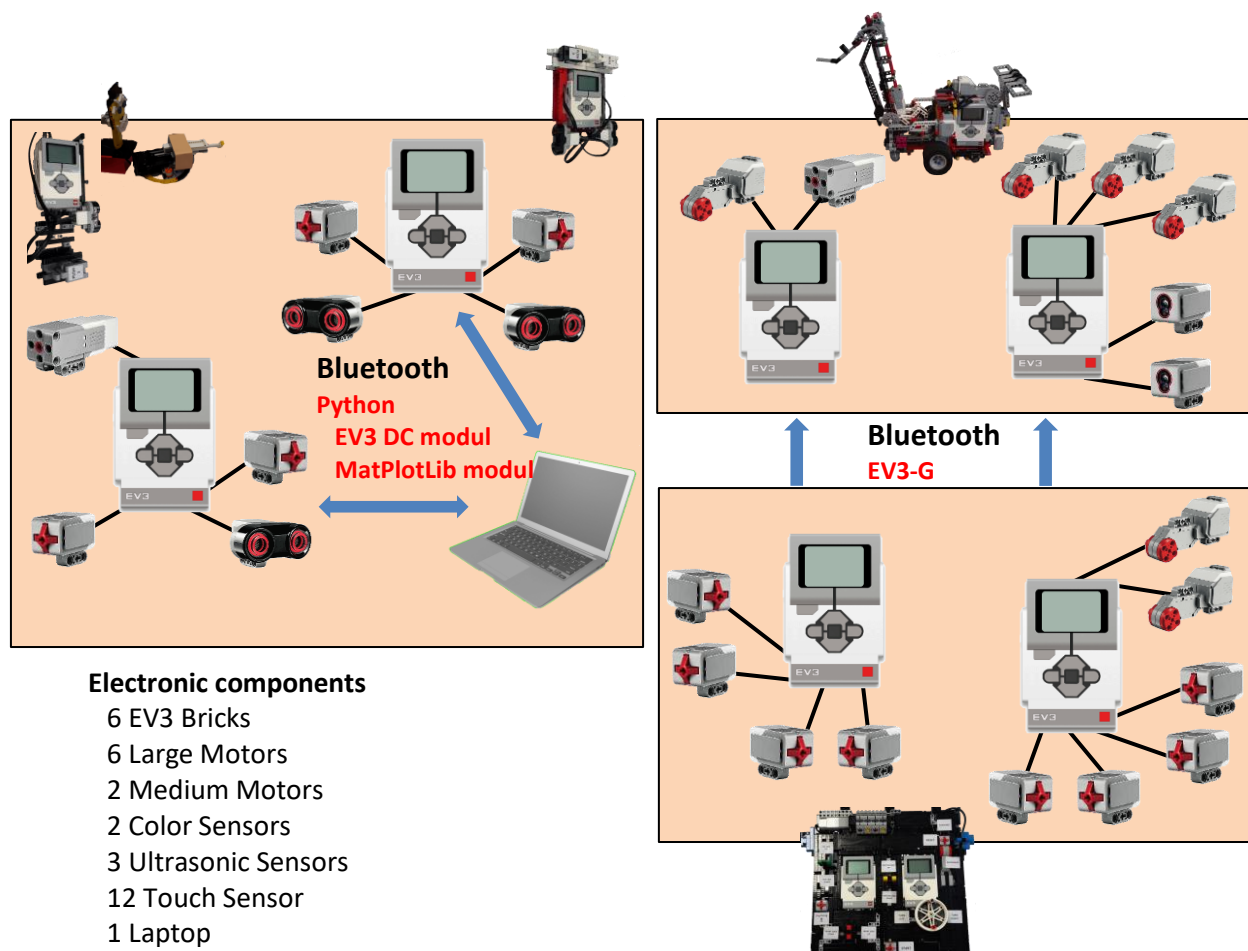 EV3
Bluetooth
Python
EV3 DC modul
MatPlotLib modul
EV3
EV3
EV3
Bluetooth
EV3-G
EV3
EV3
Electronic components
6 EV3 Bricks
6 Large Motors
2 Medium Motors
2 Color Sensors
3 Ultrasonic Sensors
12 Touch Sensor
1 Laptop